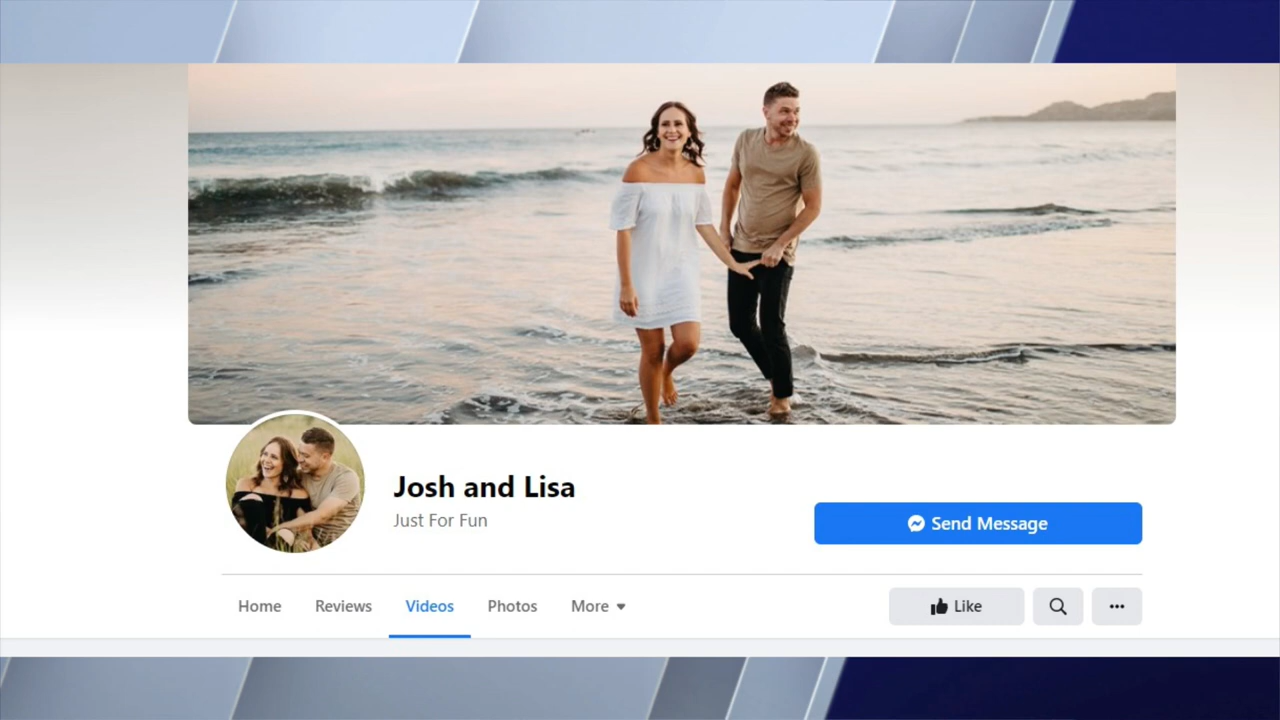 Josh and Lisa
Just For Fun
Send Message
Home Reviews Videos Photos More
Like